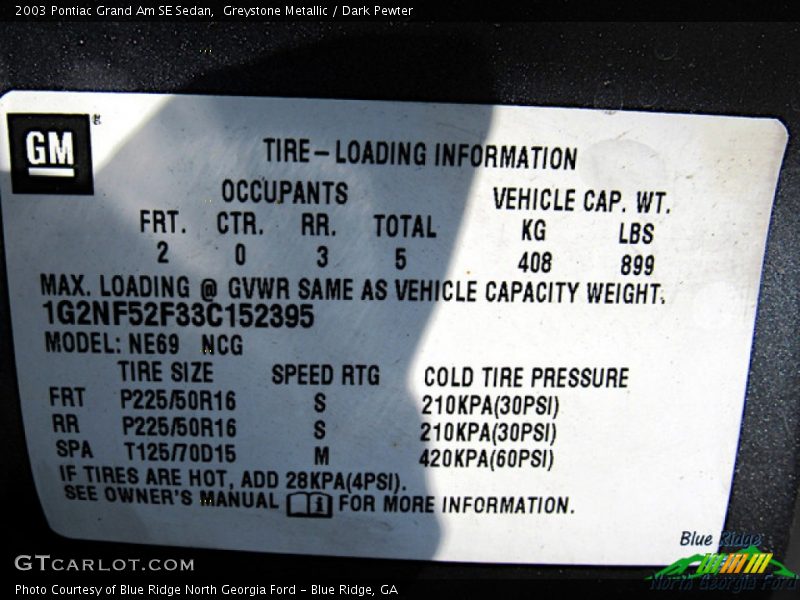 2003 Pontiac Grand Am SE Sedan,  Greystone Metallic / Dark Pewter
GM
TIRE-LOADING INFORMATION
OCCUPANTS VEHICLE CAP. WT.
FRT. CTR. RR. TOTAL KG LBS
2 0 3 5 408 899
MAX. LOADING @ GVWR SAME AS VEHICLE CAPACITY WEIGHT.
1G2NF52F33C152395
MODEL: NE69 NCG
TIRE SIZE SPEED RTG COLD TIRE PRESSURE
FRT P225/50R16 S 210KPA(30PSI)
RR P225/50R16 S 210KPA(30PSI)
SPA T125/70D15 M 420KPA(60PSI)
IF TIRES ARE HOT, ADD 28KPA(4PSI).
SEE OWNER'S MANUAL FOR MORE INFORMATION.
Blue Ridge
North Georgia Ford
GTCARLOT.COM
Photo Courtesy of Blue Ridge North Georgia Ford - Blue Ridge, GA